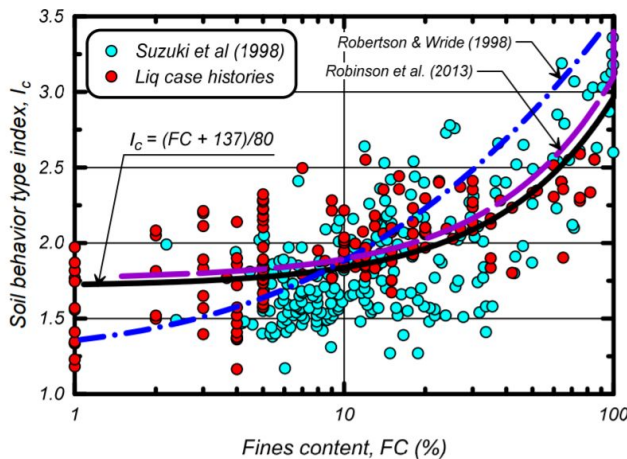 3.5
3.0
2.5
2.0
1.5
1.0
Soil behavior type index, I_c
Suzuki et al (1998)
Liq case histories
Robertson & Wride (1998)
Robinson et al. (2013)
I_c = (FC + 137)/80
1 10 100
Fines content, FC (%)